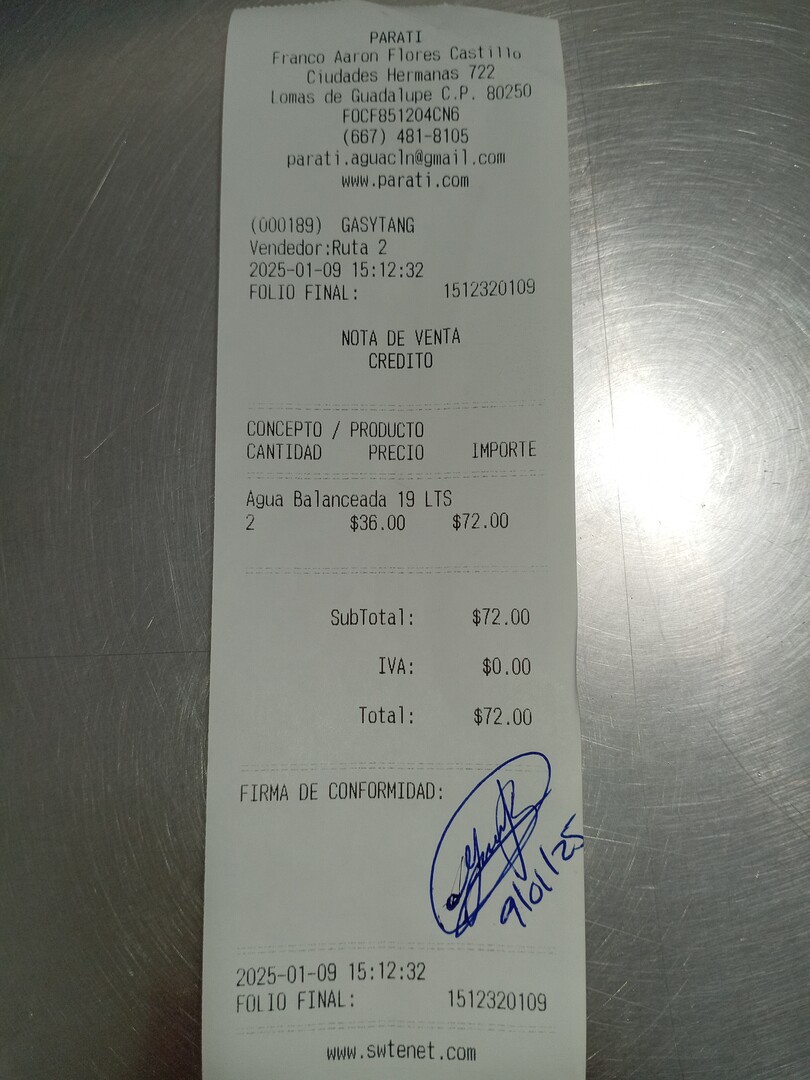 PARATI
Franco Aaron Flores Castillo
Ciudades Hermanas 722
Lomas de Guadalupe C.P. 80250
FOCF851204CN6
(667) 481-8105
parati.aguacln@gmail.com
www.parati.com
(000189) GASYTANG
Vendedor:Ruta 2
2025-01-09 15:12:32
FOLIO FINAL: 1512320109
NOTA DE VENTA
CREDITO
CONCEPTO / PRODUCTO
CANTIDAD PRECIO IMPORTE
Agua Balanceada 19 LTS
2 $36.00 $72.00
SubTotal: $72.00
IVA: $0.00
Total: $72.00
FIRMA DE CONFORMIDAD:
9/01/25
2025-01-09 15:12:32
FOLIO FINAL: 1512320109
www.swtenet.com